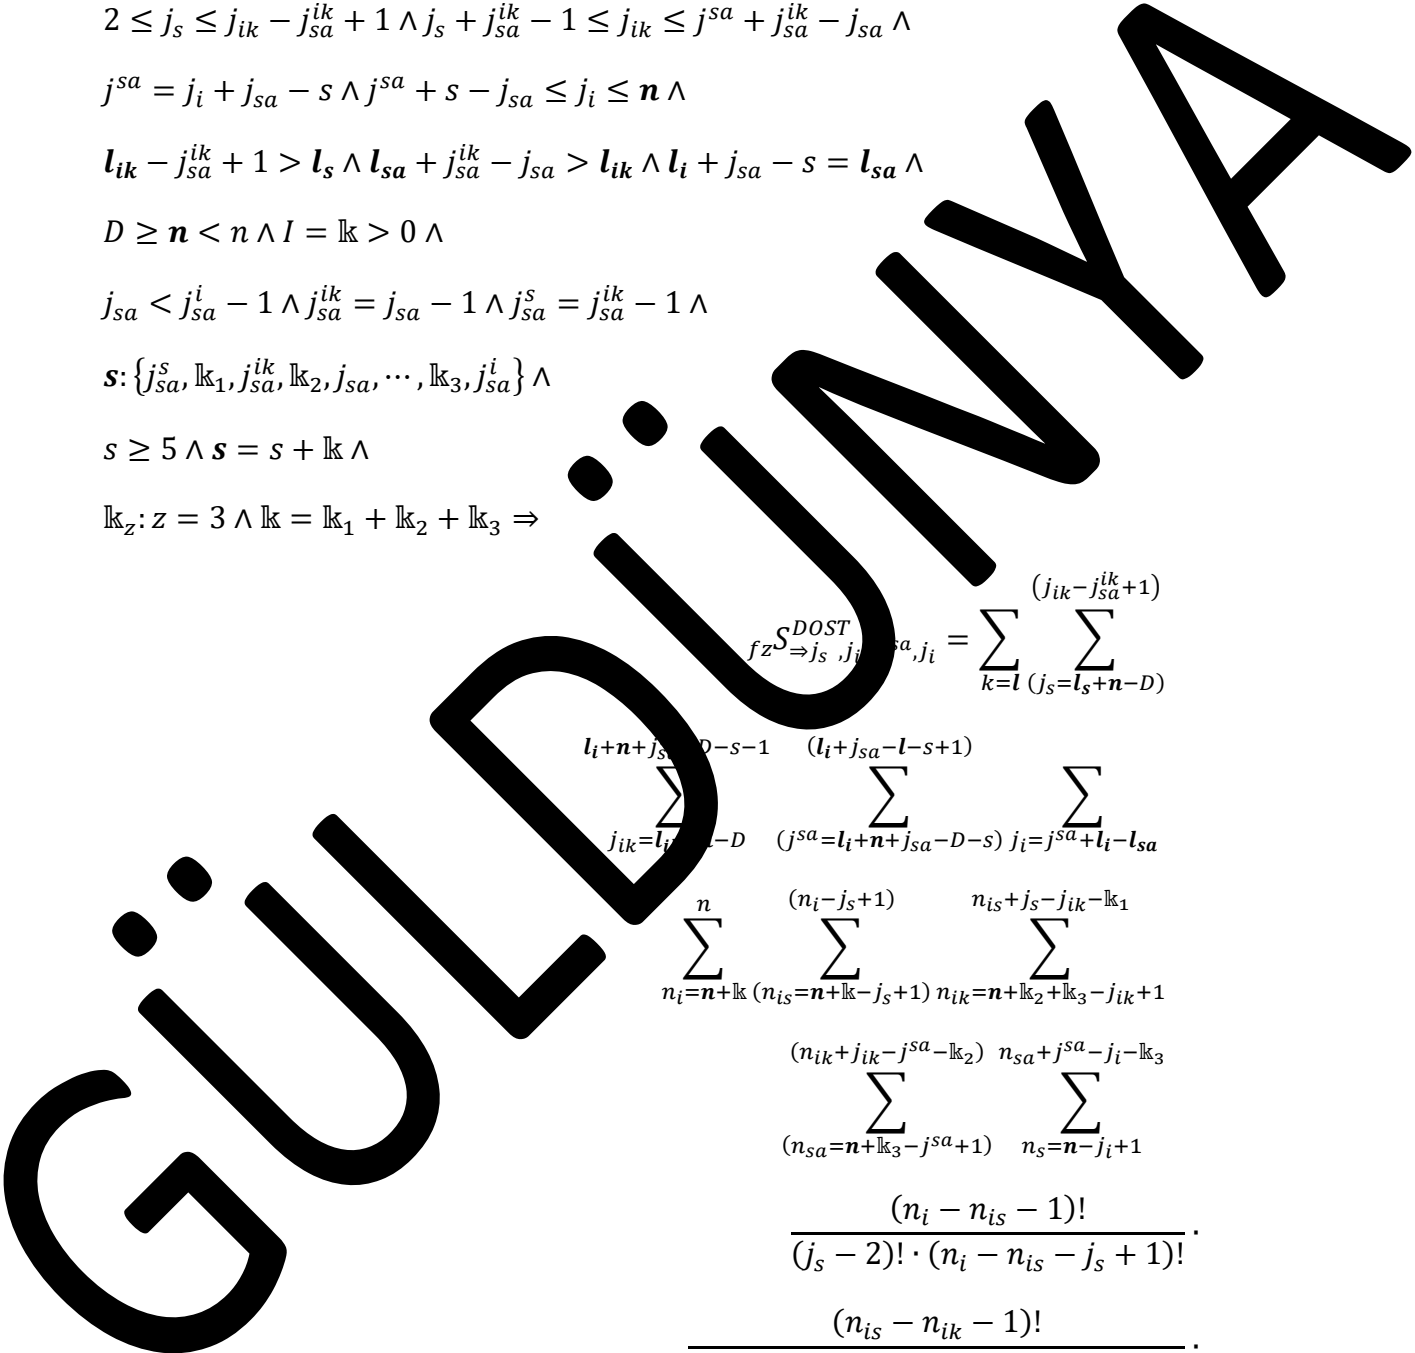 2 ≤ j_s ≤ j_{ik} − j_{sa}^{ik} + 1 ∧ j_s + j_{sa}^{ik} − 1 ≤ j_{ik} ≤ j^{sa} + j_{sa}^{ik} − j_{sa} ∧
j^{sa} = j_i + j_{sa} − s ∧ j^{sa} + s − j_{sa} ≤ j_i ≤ 𝒏 ∧
𝒍_{𝒊𝒌} − j_{sa}^{ik} + 1 > 𝒍_𝒔 ∧ 𝒍_{𝒔𝒂} + j_{sa}^{ik} − j_{sa} > 𝒍_{𝒊𝒌} ∧ 𝒍_𝒊 + j_{sa} − s = 𝒍_{𝒔𝒂} ∧
D ≥ 𝒏 < n ∧ I = 𝕜 > 0 ∧
j_{sa} < j_{sa}^{i} − 1 ∧ j_{sa}^{ik} = j_{sa} − 1 ∧ j_{sa}^{s} = j_{sa}^{ik} − 1 ∧
𝒔: {j_{sa}^{s}, 𝕜_1, j_{sa}^{ik}, 𝕜_2, j_{sa}, ⋯ , 𝕜_3, j_{sa}^{i}} ∧
s ≥ 5 ∧ 𝒔 = s + 𝕜 ∧
𝕜_z: z = 3 ∧ 𝕜 = 𝕜_1 + 𝕜_2 + 𝕜_3 ⇒
(j_{ik}−j_{sa}^{ik}+1)
_{fz}S^{DOST}_{⇒j_s ,j_i sa,j_i} = ∑ ∑
k=𝒍 (j_s=𝒍_𝒔+𝒏−D)
𝒍_𝒊+𝒏+j_s D−s−1 (𝒍_𝒊+j_{sa}−𝒍−s+1)
∑ ∑ ∑
j_{ik}= −D (j^{sa}=𝒍_𝒊+𝒏+j_{sa}−D−s) j_i=j^{sa}+𝒍_𝒊−𝒍_{𝒔𝒂}
n (n_i−j_s+1) n_{is}+j_s−j_{ik}−𝕜_1
∑ ∑ ∑
n_i=𝒏+𝕜 (n_{is}=𝒏+𝕜−j_s+1) n_{ik}=𝒏+𝕜_2+𝕜_3−j_{ik}+1
(n_{ik}+j_{ik}−j^{sa}−𝕜_2) n_{sa}+j^{sa}−j_i−𝕜_3
∑ ∑
(n_{sa}=𝒏+𝕜_3−j^{sa}+1) n_s=𝒏−j_i+1
(n_i − n_{is} − 1)!
(j_s − 2)! · (n_i − n_{is} − j_s + 1)! ·
(n_{is} − n_{ik} − 1)! ·
GÜLDÜNYA